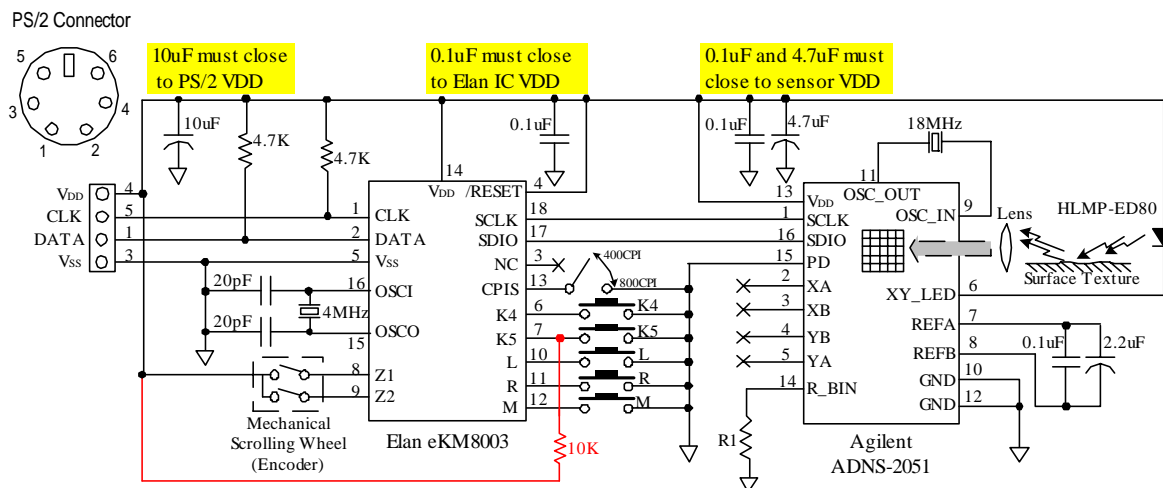 PS/2 Connector
5
6
3
4
1
2
10uF must close
to PS/2 VDD
0.1uF must close
to Elan IC VDD
0.1uF and 4.7uF must
close to sensor VDD
10uF
4.7K
4.7K
0.1uF
0.1uF
4.7uF
18MHz
VDD
4
CLK
5
DATA
1
VSS
3
20pF
20pF
4MHz
14
VDD
/RESET
4
1
CLK
SCLK
18
2
DATA
SDIO
17
5
VSS
NC
3
16
OSCI
CPIS
13
K4
6
OSCO
15
K5
7
8
Z1
L
10
9
Z2
R
11
M
12
400CPI
800CPI
K4
K5
L
R
M
Mechanical
Scrolling Wheel
(Encoder)
Elan eKM8003
10K
11
OSC_OUT
13
VDD
OSC_IN
9
1
SCLK
16
SDIO
15
PD
2
XA
XY_LED
6
3
XB
REFA
7
4
YB
REFB
8
5
YA
GND
10
14
R_BIN
GND
12
R1
Agilent
ADNS-2051
Lens
HLMP-ED80
Surface Texture
0.1uF
2.2uF